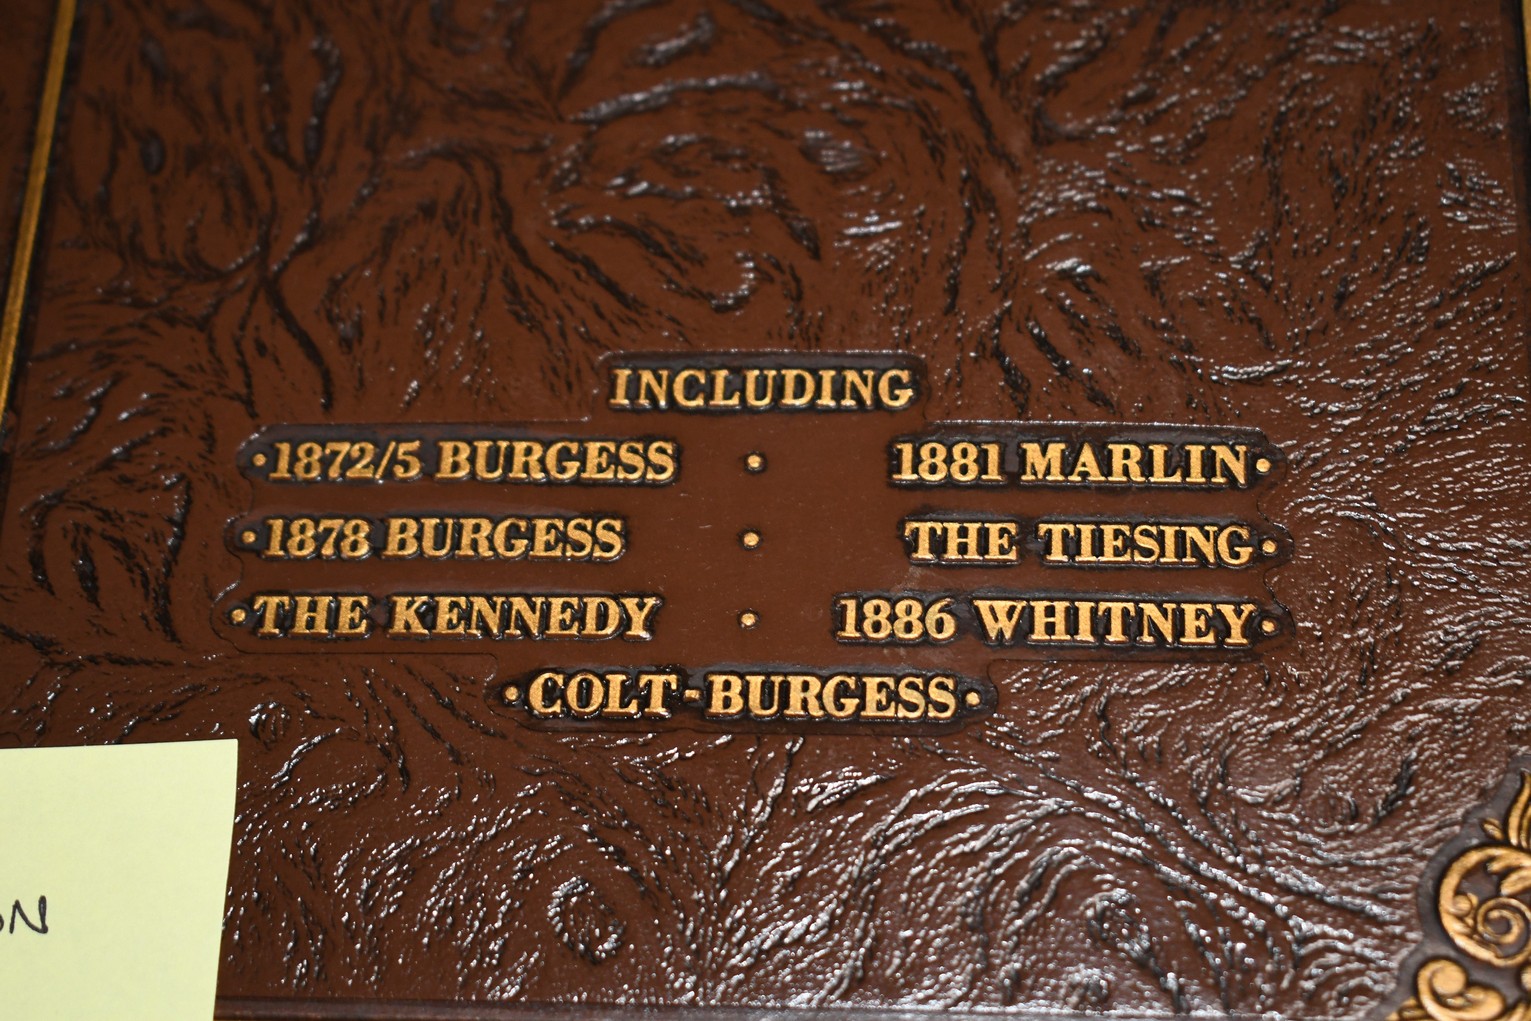 INCLUDING
·1872/5 BURGESS · 1881 MARLIN·
·1878 BURGESS · THE TIESING·
·THE KENNEDY · 1886 WHITNEY·
·COLT-BURGESS·